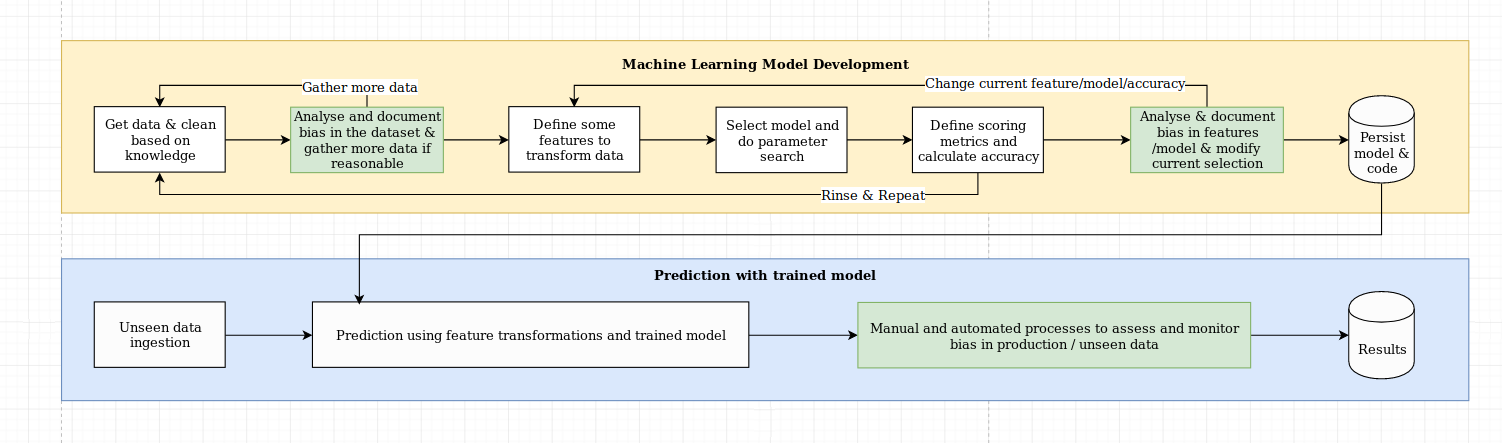 Machine Learning Model Development
Gather more data
Change current feature/model/accuracy
Get data & clean
based on
knowledge
Analyse and document
bias in the dataset &
gather more data if
reasonable
Define some
features to
transform data
Select model and
do parameter
search
Define scoring
metrics and
calculate accuracy
Analyse & document
bias in features
/model & modify
current selection
Persist
model &
code
Rinse & Repeat
Prediction with trained model
Unseen data
ingestion
Prediction using feature transformations and trained model
Manual and automated processes to assess and monitor
bias in production / unseen data
Results